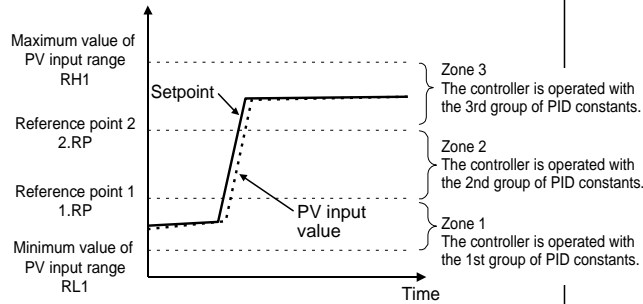 Maximum value of
PV input range
RH1
Setpoint
Zone 3
The controller is operated with
the 3rd group of PID constants.
Reference point 2
2.RP
Zone 2
The controller is operated with
the 2nd group of PID constants.
Reference point 1
1.RP
PV input
value
Zone 1
The controller is operated with
the 1st group of PID constants.
Minimum value of
PV input range
RL1
Time